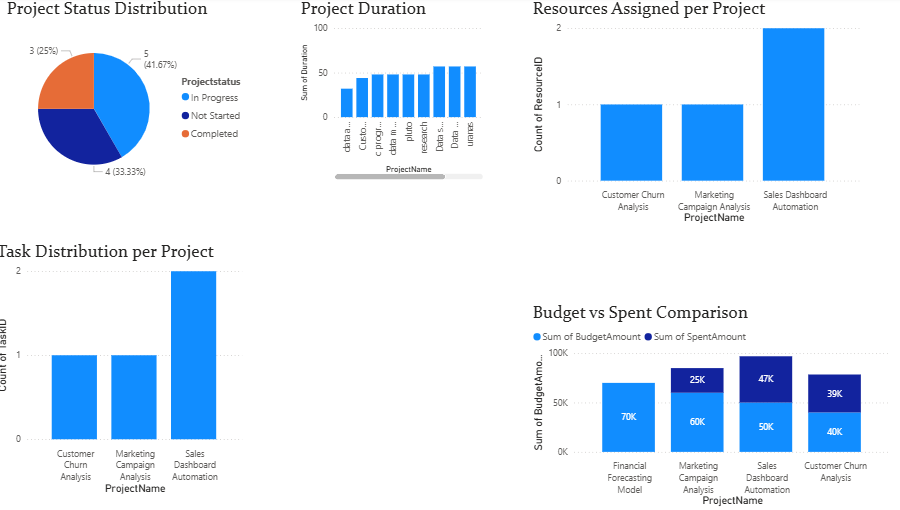 Project Status Distribution
3 (25%)
5
(41.67%)
4 (33.33%)
Projectstatus
In Progress
Not Started
Completed
Project Duration
Sum of Duration
100
50
0
data a...
Custo...
c progr...
data m ...
pluto
research
Data s...
Data ...
uranas
ProjectName
Resources Assigned per Project
Count of ResourceID
2
1
0
Customer Churn
Analysis
Marketing
Campaign Analysis
Sales Dashboard
Automation
ProjectName
Task Distribution per Project
Count of TaskID
2
1
0
Customer
Churn
Analysis
Marketing
Campaign
Analysis
Sales
Dashboard
Automation
ProjectName
Budget vs Spent Comparison
Sum of BudgetAmount
Sum of SpentAmount
Sum of BudgetAmo...
100K
50K
0K
70K
25K
60K
47K
50K
39K
40K
Financial
Forecasting
Model
Marketing
Campaign
Analysis
Sales
Dashboard
Automation
Customer Churn
Analysis
ProjectName